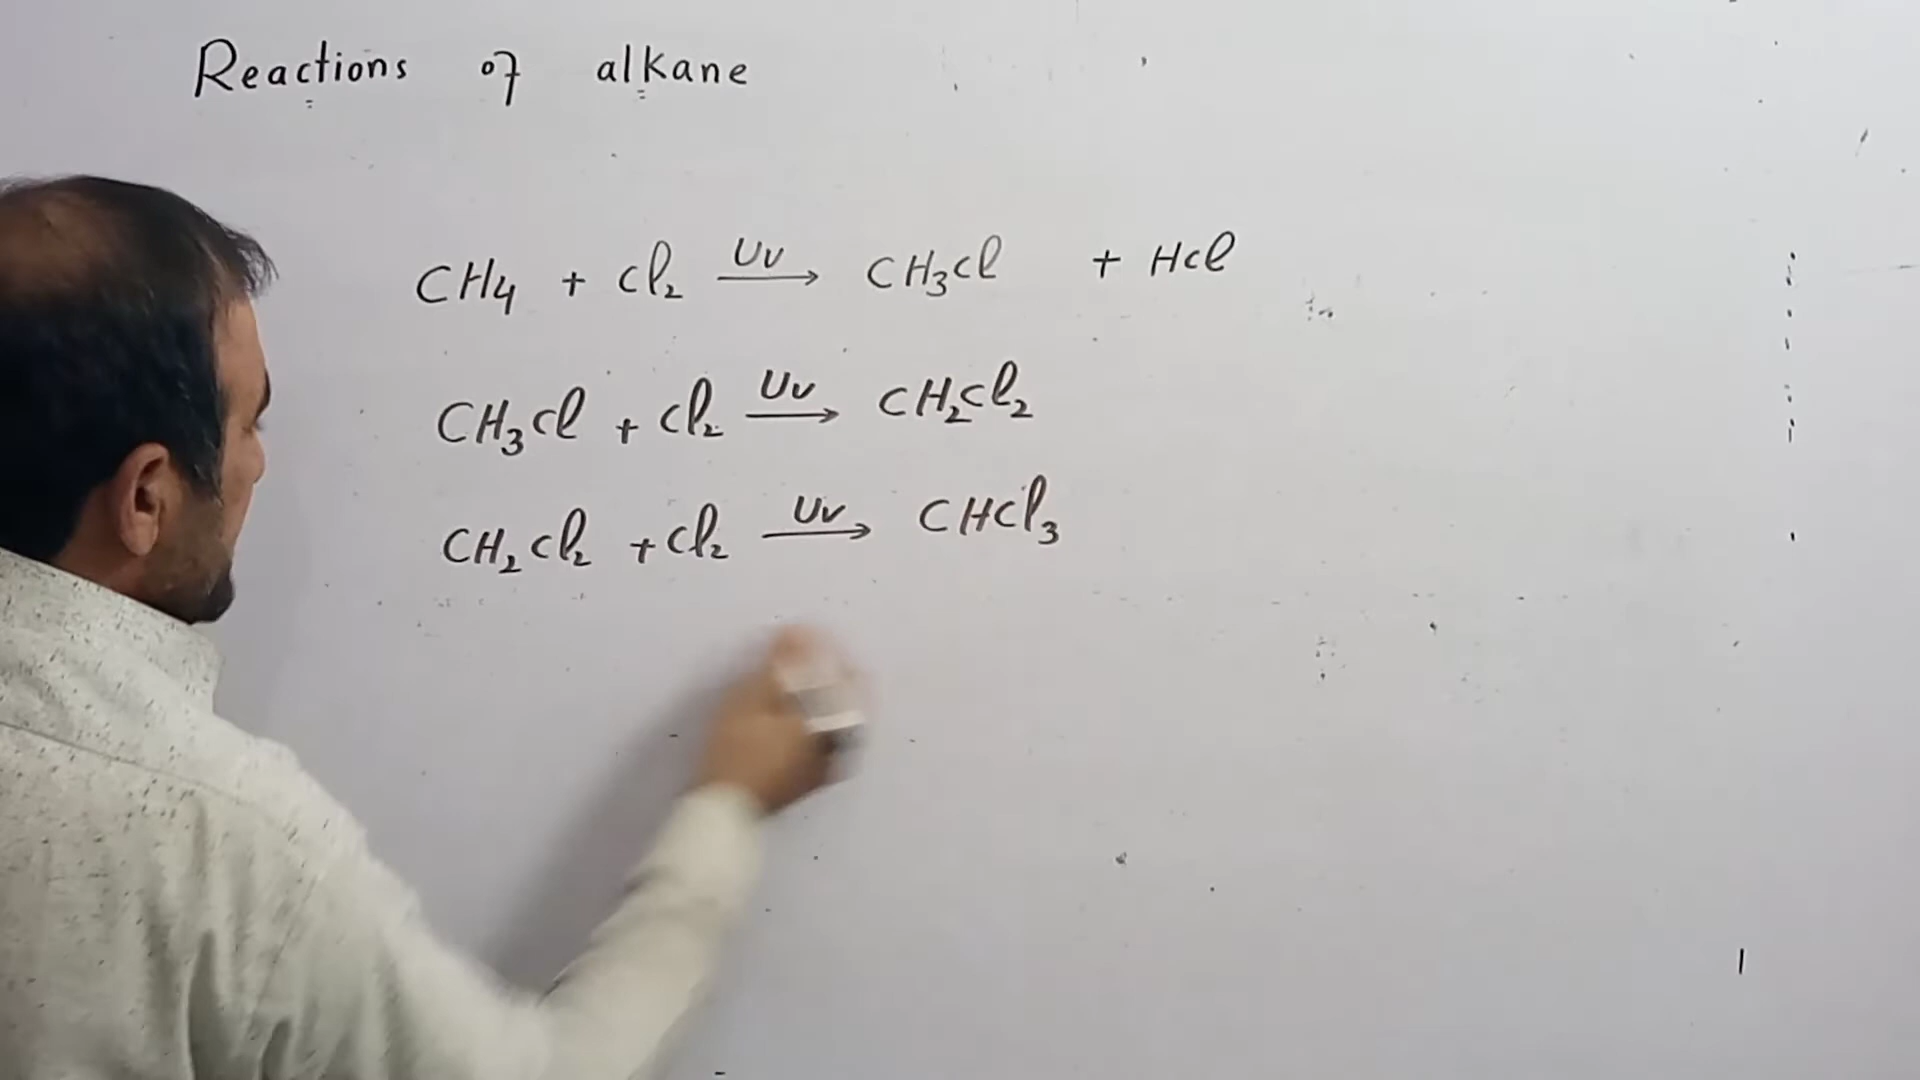 Reactions of alkane
CH4 + Cl₂ —Uv→ CH₃Cl + HCl
CH₃Cl + Cl₂ —Uv→ CH₂Cl₂
CH₂Cl₂ + Cl₂ —Uv→ CHCl₃